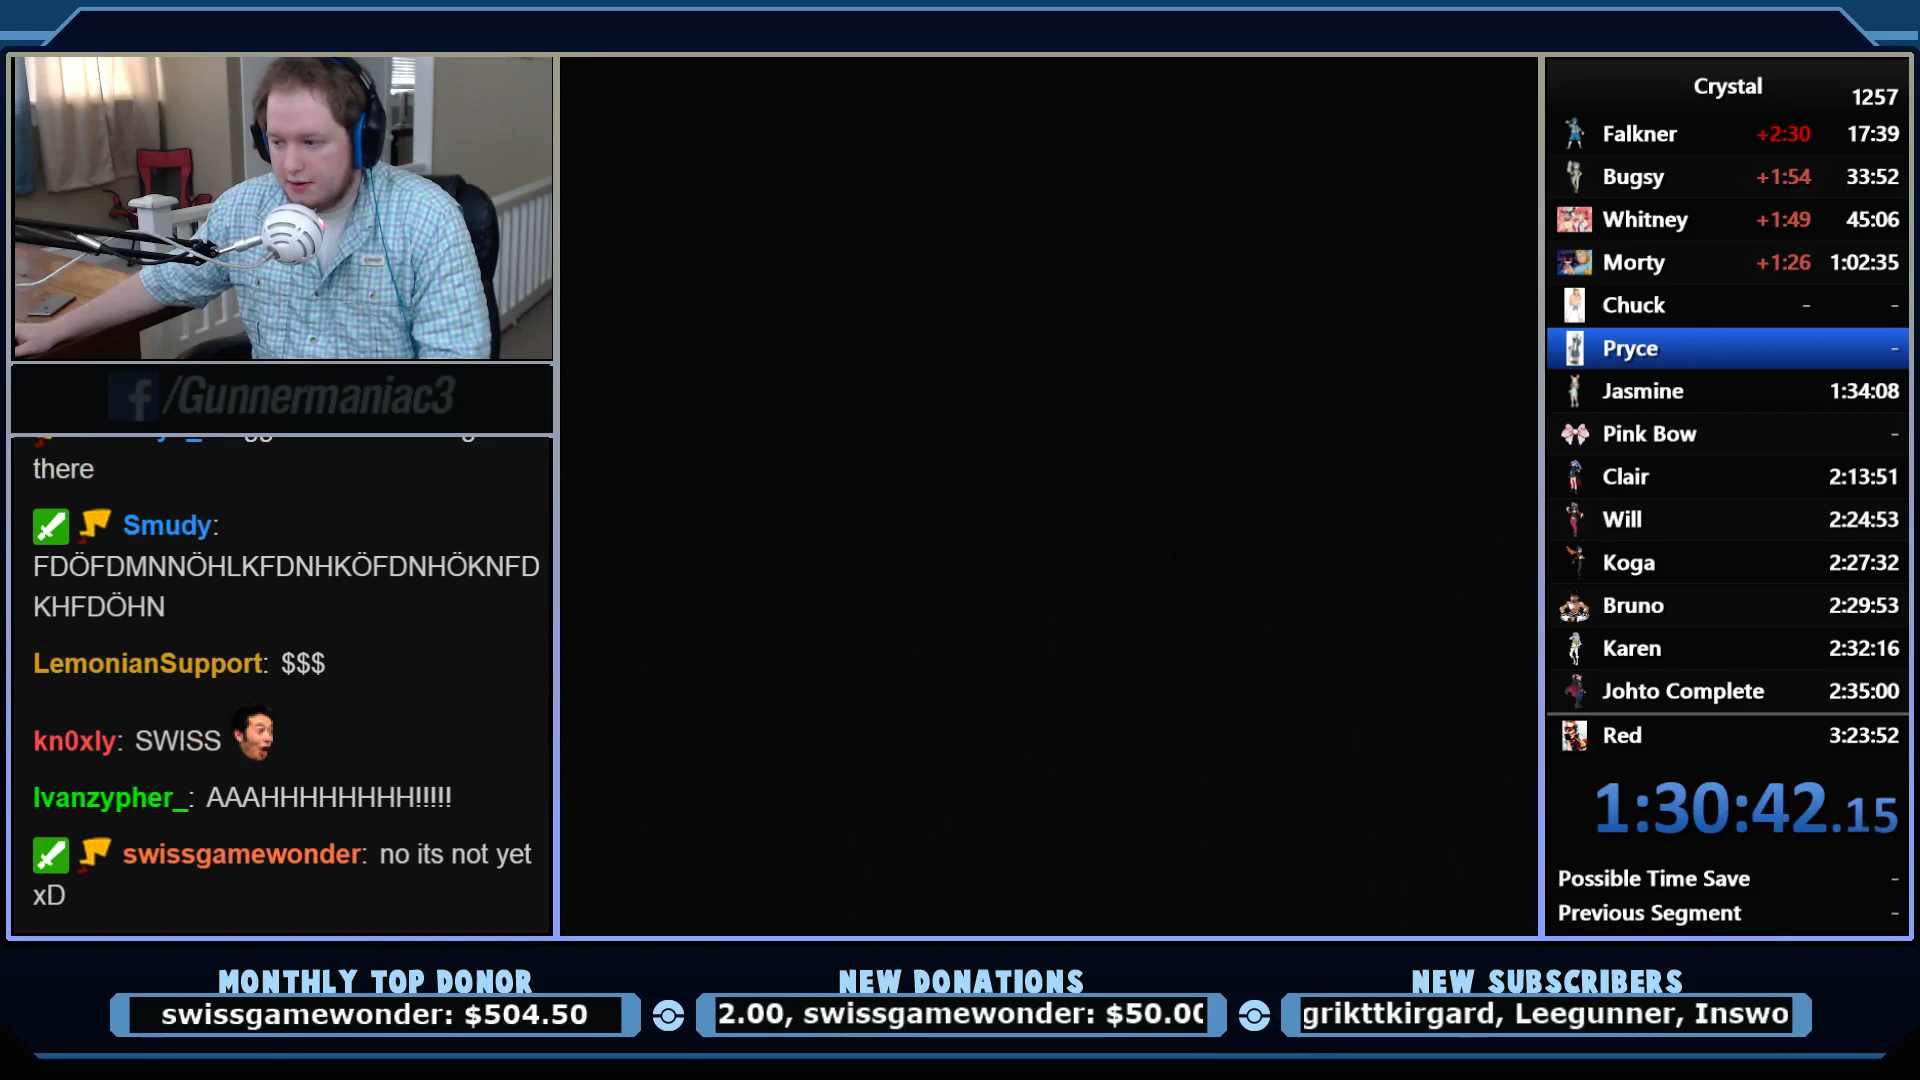 /Gunnermaniac3
there
Smudy:
FDÖFDMNNÖHLKFDNHKÖFDNHÖKNFD
KHFDÖHN
LemonianSupport: $$$
kn0xly: SWISS
Ivanzypher_: AAAHHHHHHHH!!!!!
swissgamewonder: no its not yet
xD
Crystal
1257
Falkner +2:30 17:39
Bugsy +1:54 33:52
Whitney +1:49 45:06
Morty +1:26 1:02:35
Chuck - -
Pryce -
Jasmine 1:34:08
Pink Bow -
Clair 2:13:51
Will 2:24:53
Koga 2:27:32
Bruno 2:29:53
Karen 2:32:16
Johto Complete 2:35:00
Red 3:23:52
1:30:42.15
Possible Time Save -
Previous Segment -
MONTHLY TOP DONOR
swissgamewonder: $504.50
NEW DONATIONS
2.00, swissgamewonder: $50.00
NEW SUBSCRIBERS
grikttkirgard, Leegunner, Inswo